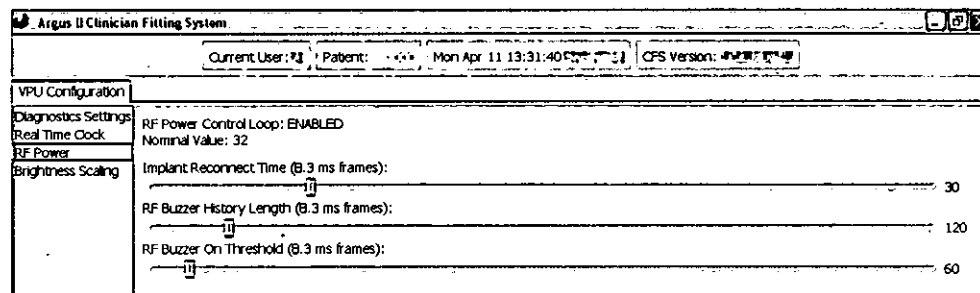 Argus II Clinician Fitting System
Current User: Patient: Mon Apr 11 13:31:40 CFS Version:
VPU Configuration
Diagnostics Settings
Real Time Clock
RF Power
Brightness Scaling
RF Power Control Loop: ENABLED
Nominal Value: 32
Implant Reconnect Time (8.3 ms frames):
30
RF Buzzer History Length (8.3 ms frames):
120
RF Buzzer On Threshold (8.3 ms frames):
60